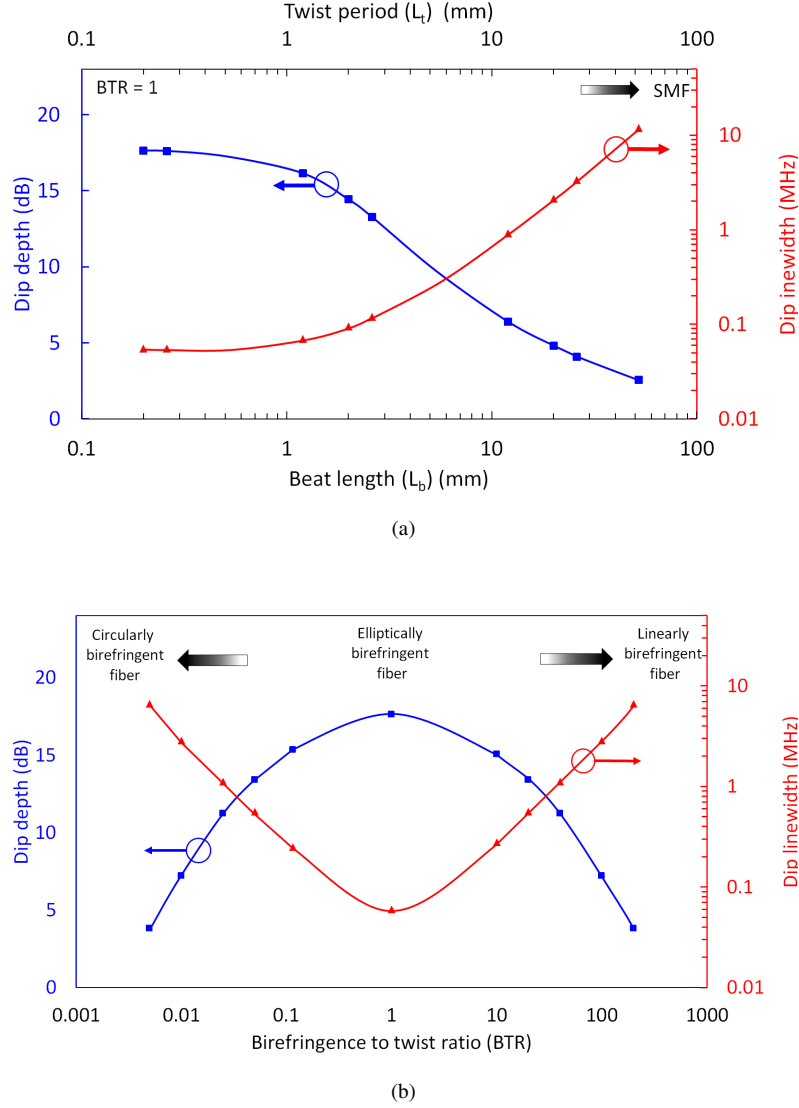 Twist period (Lt) (mm)
0.1 1 10 100
BTR = 1
SMF
20
15
10
5
0
Dip depth (dB)
10
1
0.1
0.01
Dip inewidth (MHz)
0.1 1 10 100
Beat length (Lb) (mm)
(a)
Circularly
birefringent
fiber
Elliptically
birefringent
fiber
Linearly
birefringent
fiber
20
15
10
5
0
Dip depth (dB)
10
1
0.1
0.01
Dip linewidth (MHz)
0.001 0.01 0.1 1 10 100 1000
Birefringence to twist ratio (BTR)
(b)